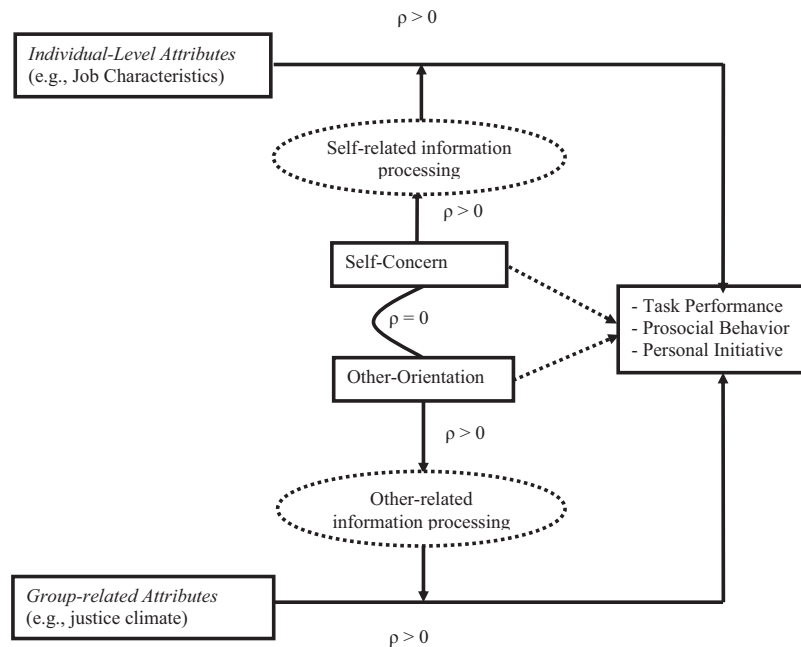 ρ > 0
Individual-Level Attributes
(e.g., Job Characteristics)
Self-related information
processing
ρ > 0
Self-Concern
ρ = 0
- Task Performance
- Prosocial Behavior
- Personal Initiative
Other-Orientation
ρ > 0
Other-related
information processing
Group-related Attributes
(e.g., justice climate)
ρ > 0